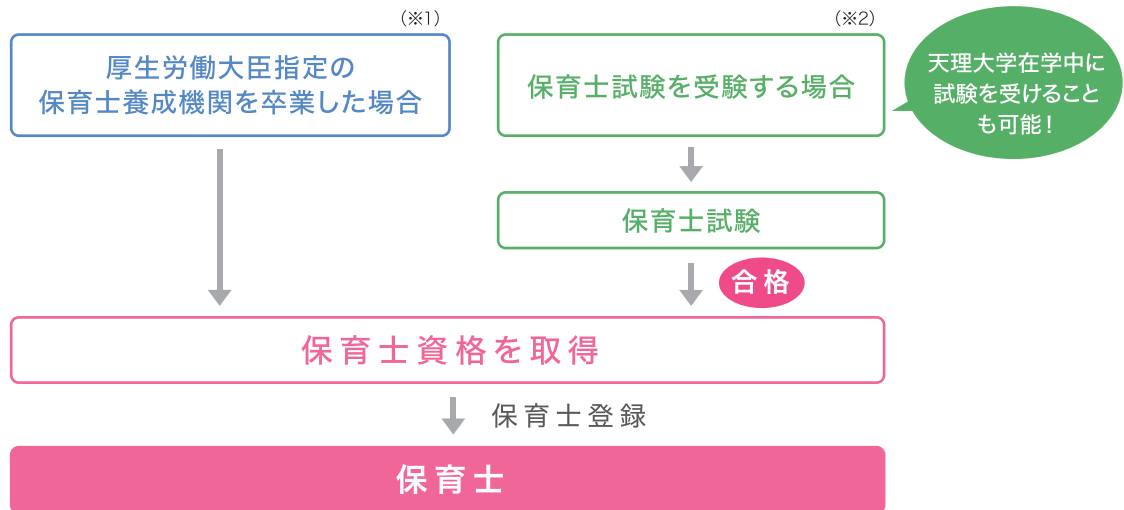 (※1)
厚生労働大臣指定の
保育士養成機関を卒業した場合
(※2)
保育士試験を受験する場合
天理大学在学中に
試験を受けること
も可能！
保育士試験
合格
保育士資格を取得
保育士登録
保育士